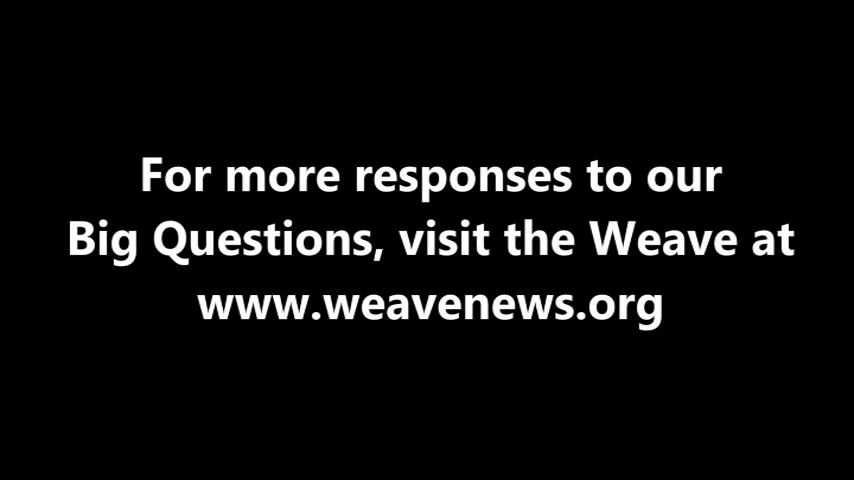 For more responses to our
Big Questions, visit the Weave at
www.weavenews.org